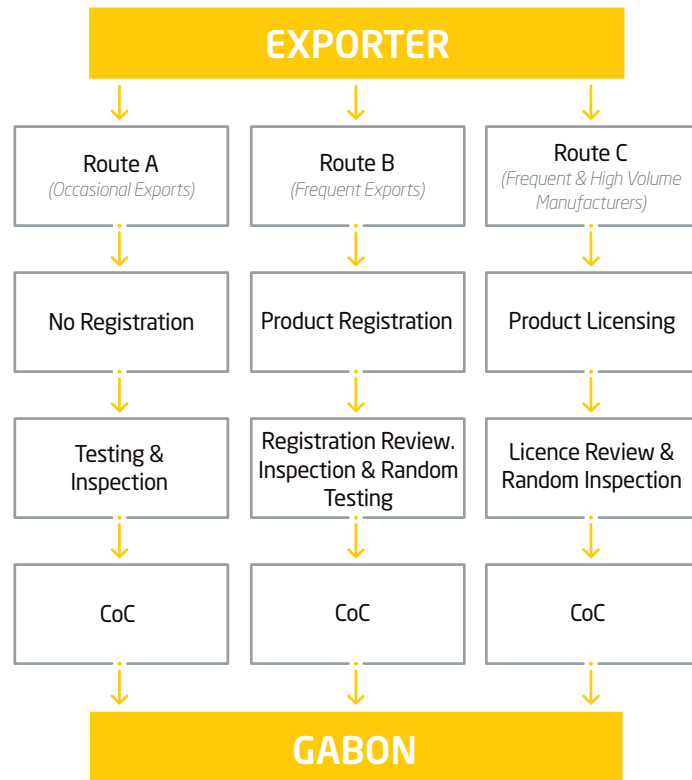 EXPORTER
Route A
(Occasional Exports)
Route B
(Frequent Exports)
Route C
(Frequent & High Volume
Manufacturers)
No Registration
Product Registration
Product Licensing
Testing &
Inspection
Registration Review.
Inspection & Random
Testing
Licence Review &
Random Inspection
CoC
CoC
CoC
GABON